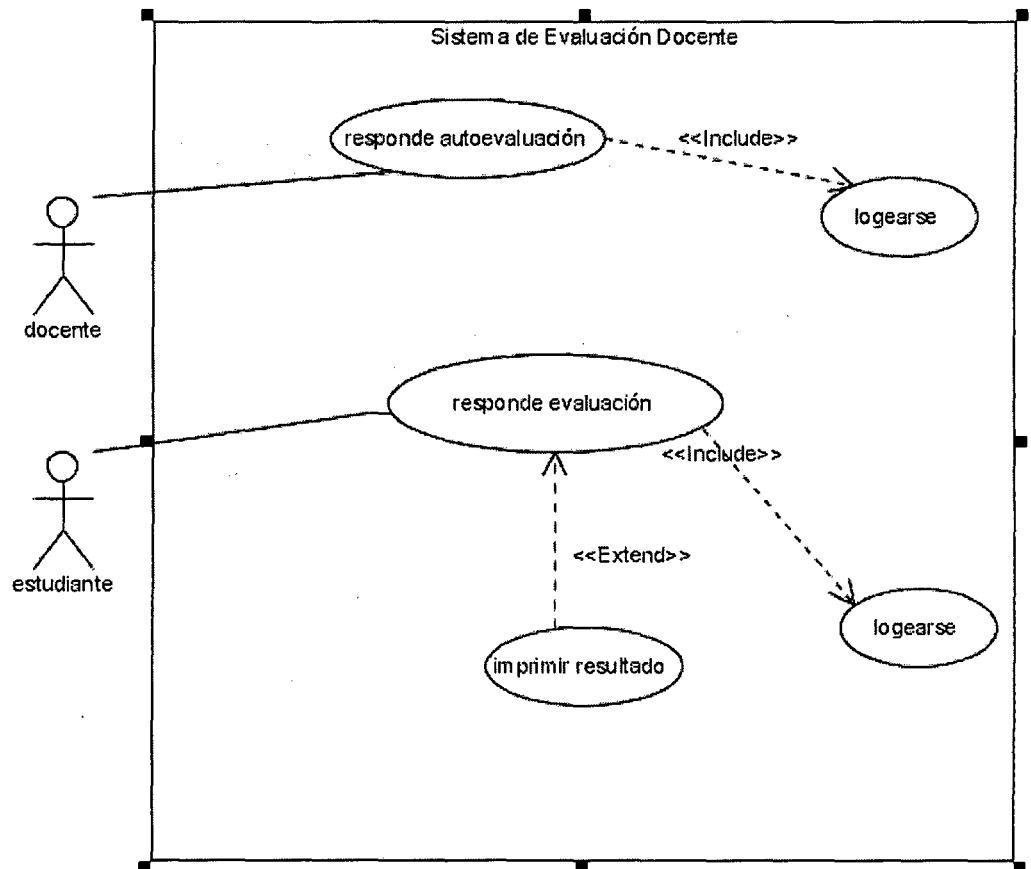 Sistema de Evaluación Docente
responde autoevaluación
<<Include>>
logearse
docente
responde evaluación
<<Include>>
estudiante
<<Extend>>
logearse
imprimir resultado